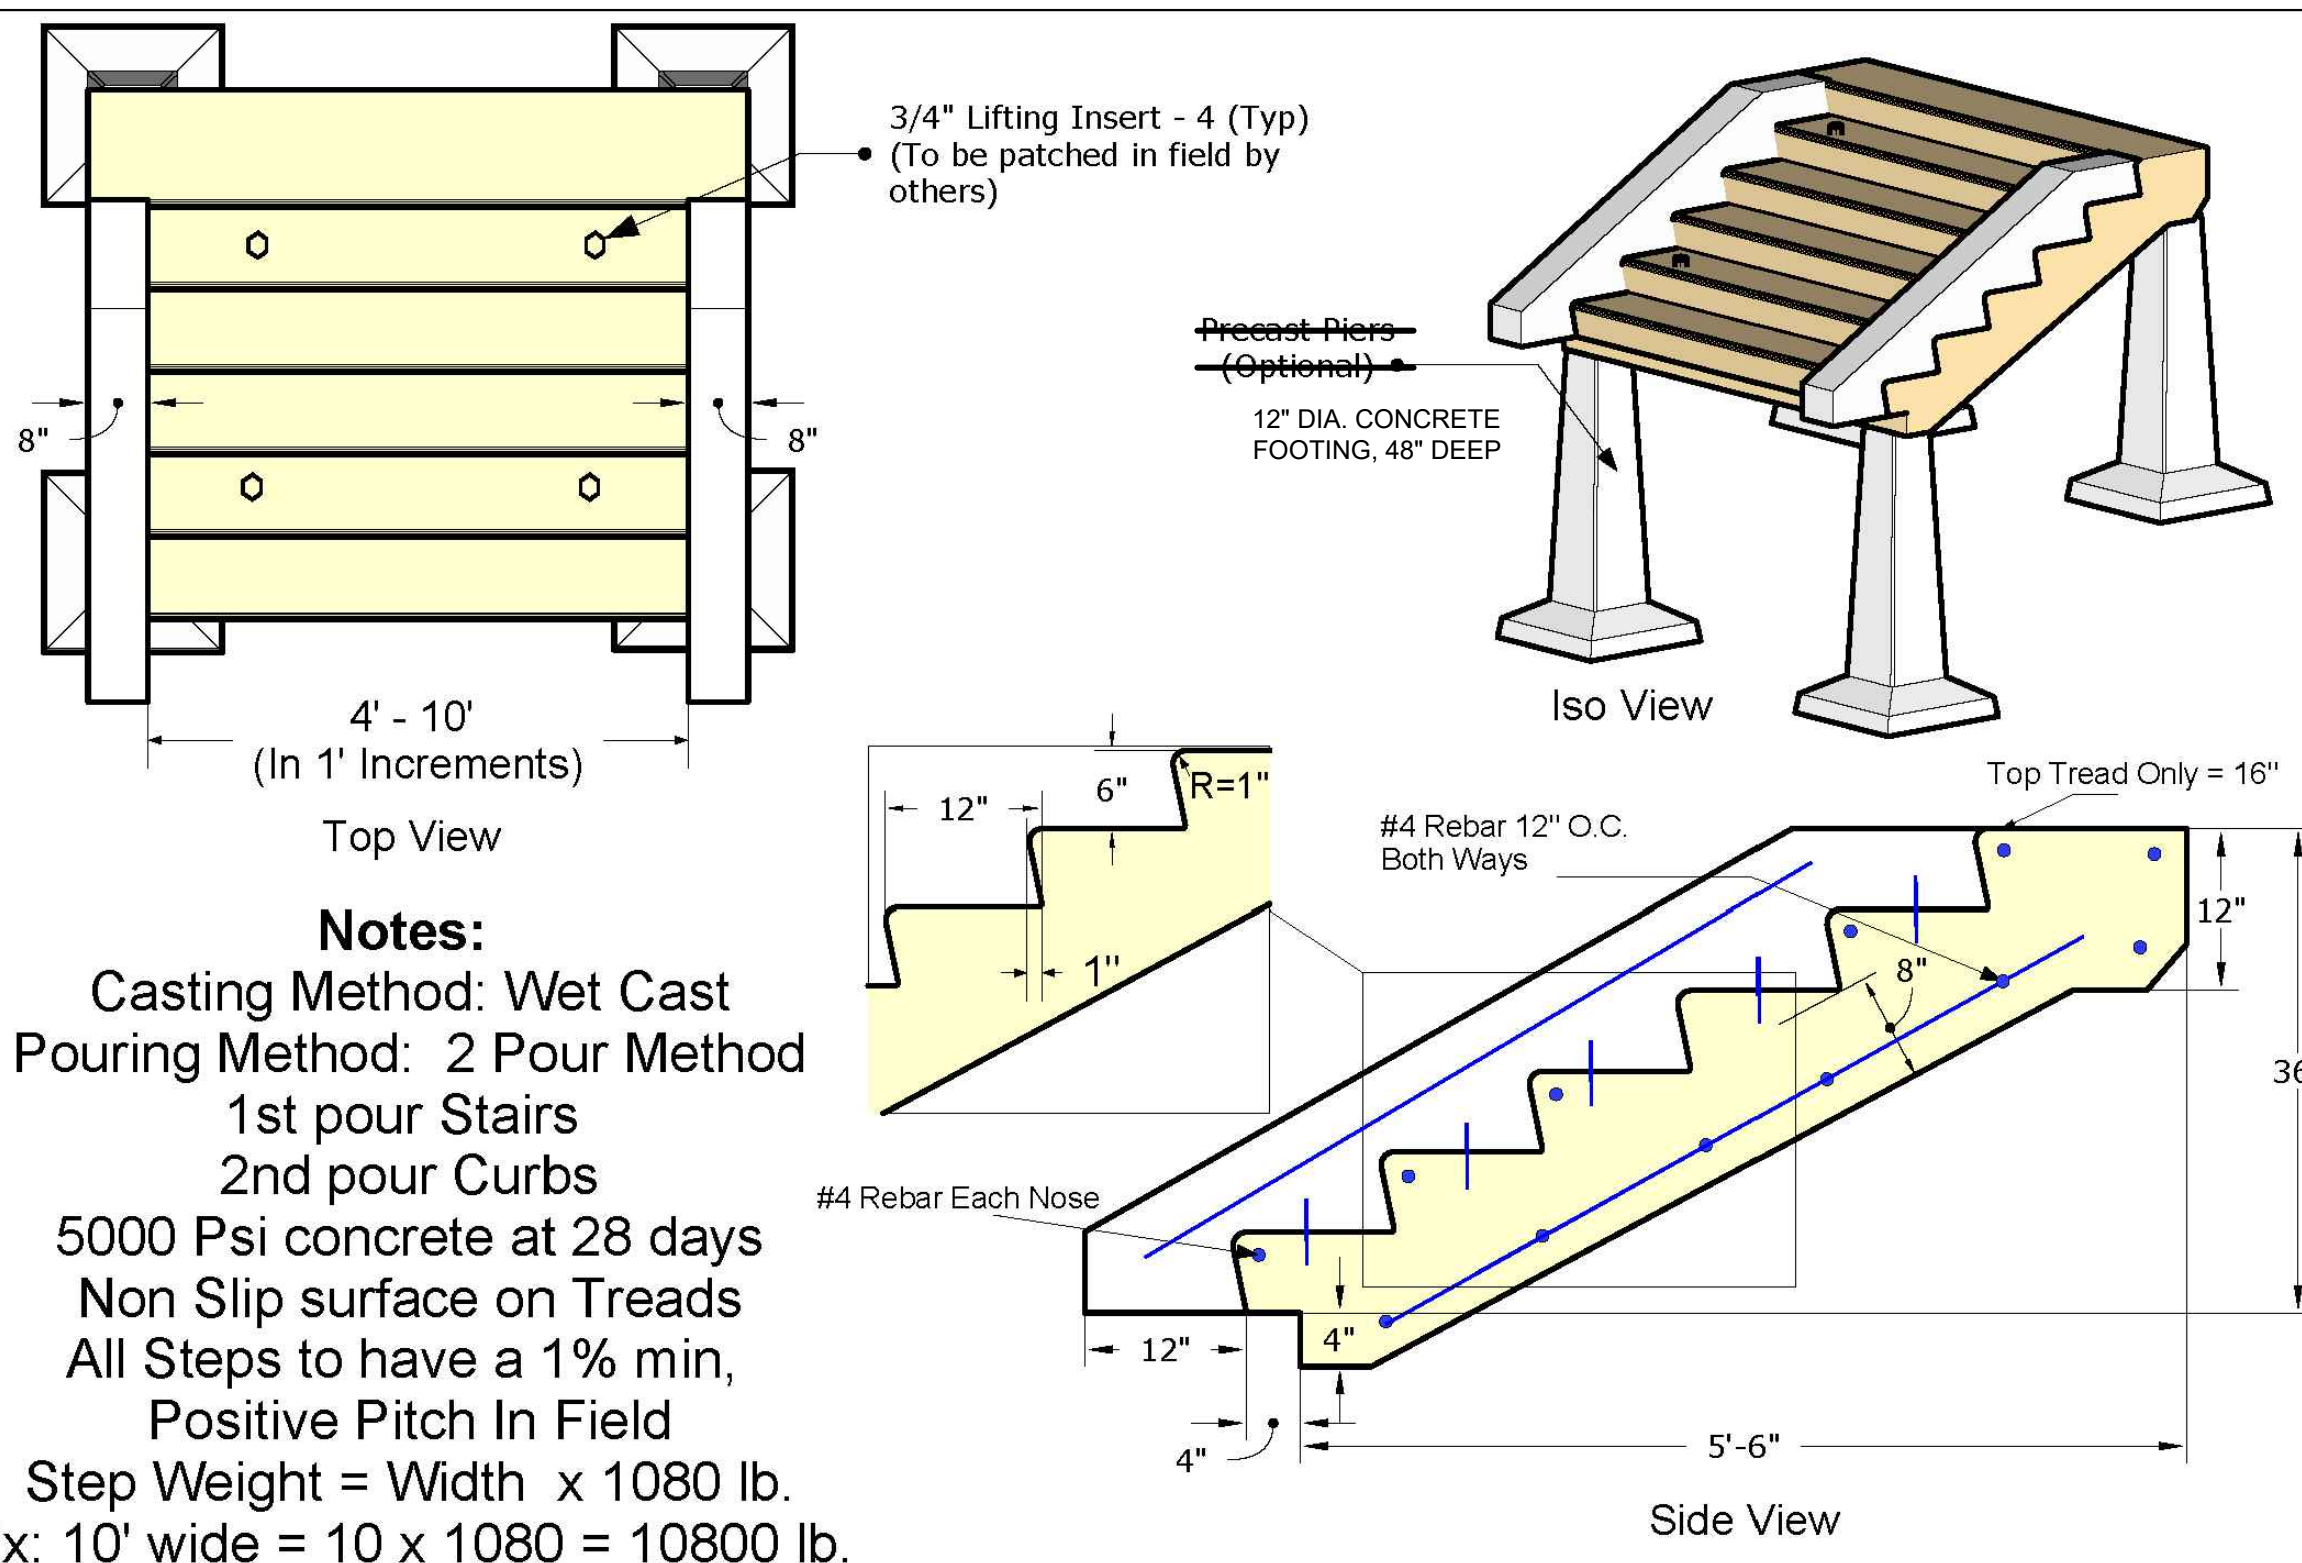 3/4" Lifting Insert - 4 (Typ)
(To be patched in field by
others)
8"
8"
4' - 10'
(In 1' Increments)
Top View
Precast Piers
(Optional)
12" DIA. CONCRETE
FOOTING, 48" DEEP
Iso View
12"
6"
R=1"
1"
Top Tread Only = 16"
#4 Rebar 12" O.C.
Both Ways
12"
8"
36
#4 Rebar Each Nose
4"
12"
4"
5'-6"
Side View
Notes:
Casting Method: Wet Cast
Pouring Method: 2 Pour Method
1st pour Stairs
2nd pour Curbs
5000 Psi concrete at 28 days
Non Slip surface on Treads
All Steps to have a 1% min,
Positive Pitch In Field
Step Weight = Width x 1080 lb.
x: 10' wide = 10 x 1080 = 10800 lb.